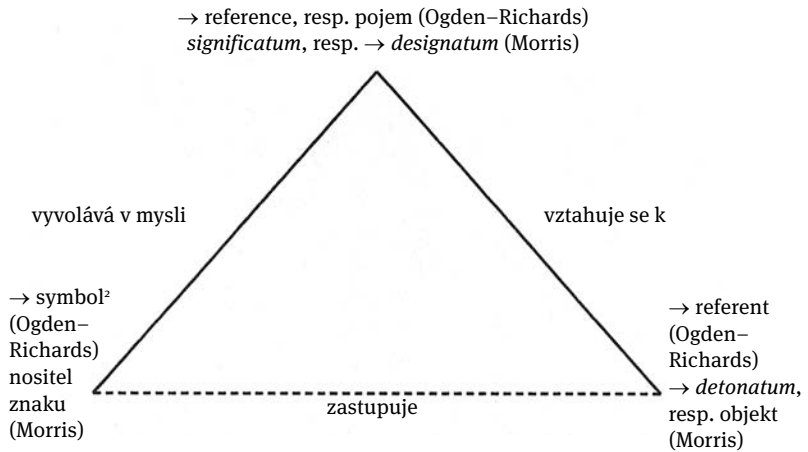 → reference, resp. pojem (Ogden–Richards)
significatum, resp. → designatum (Morris)
vyvolává v mysli
vztahuje se k
→ symbol²
(Ogden–
Richards)
nositel
znaku
(Morris)
zastupuje
→ referent
(Ogden–
Richards)
→ detonatum,
resp. objekt
(Morris)